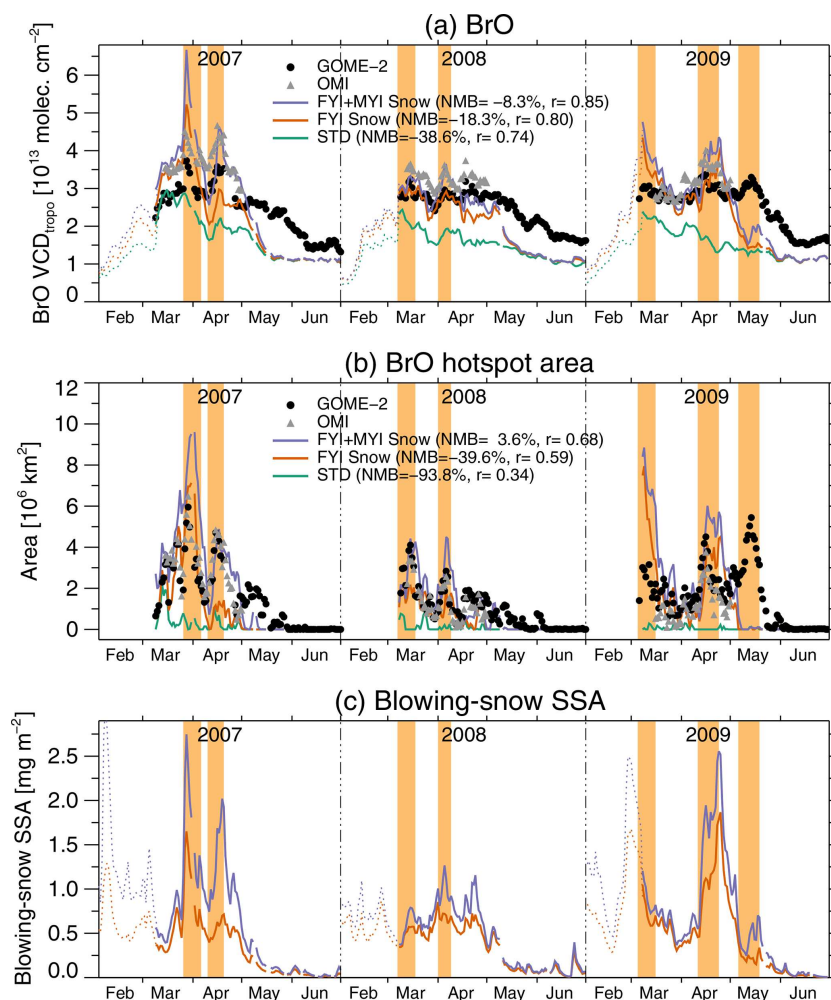 (a) BrO
2007
2008
2009
GOME−2
OMI
FYI+MYI Snow (NMB= −8.3%, r= 0.85)
FYI Snow (NMB=−18.3%, r= 0.80)
STD (NMB=−38.6%, r= 0.74)
BrO VCDtropo [10^13 molec. cm^-2]
6
5
4
3
2
1
0
Feb Mar Apr May Jun Feb Mar Apr May Jun Feb Mar Apr May Jun
(b) BrO hotspot area
2007
2008
2009
GOME−2
OMI
FYI+MYI Snow (NMB= 3.6%, r= 0.68)
FYI Snow (NMB=−39.6%, r= 0.59)
STD (NMB=−93.8%, r= 0.34)
Area [10^6 km^2]
12
10
8
6
4
2
0
Feb Mar Apr May Jun Feb Mar Apr May Jun Feb Mar Apr May Jun
(c) Blowing−snow SSA
2007
2008
2009
Blowing−snow SSA [mg m^-2]
2.5
2.0
1.5
1.0
0.5
0.0
Feb Mar Apr May Jun Feb Mar Apr May Jun Feb Mar Apr May Jun